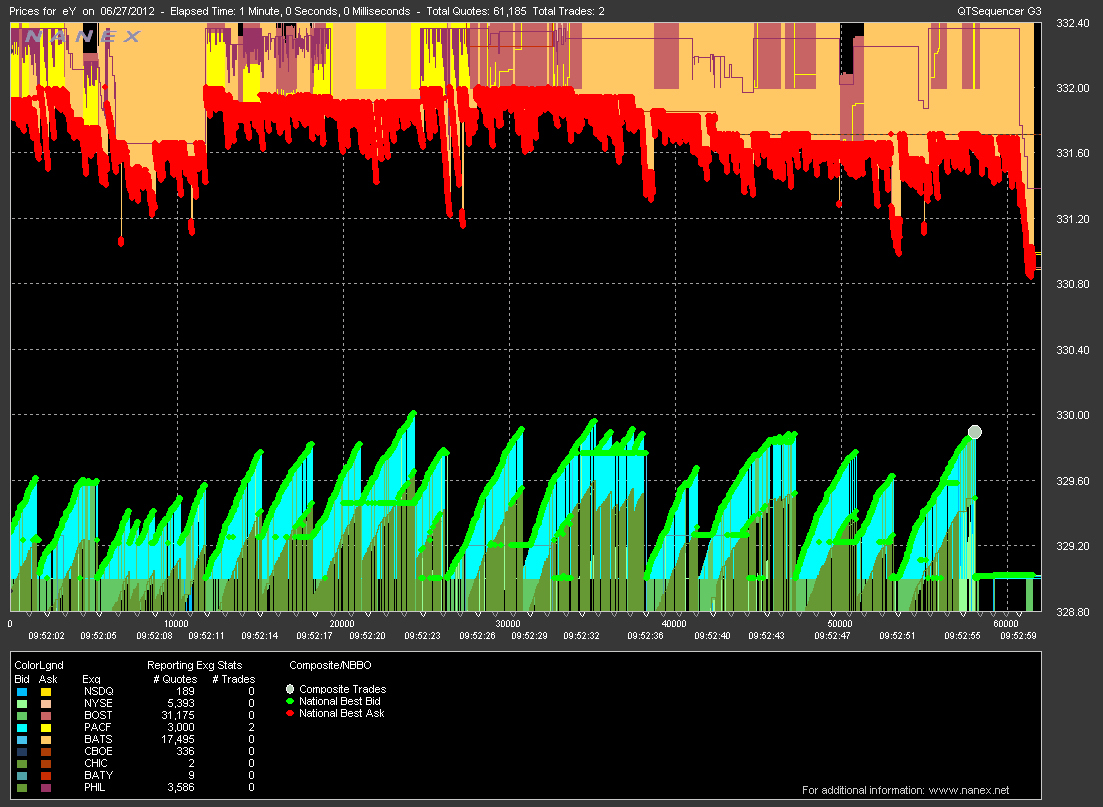 Prices for eY on 06/27/2012 - Elapsed Time: 1 Minute, 0 Seconds, 0 Milliseconds - Total Quotes: 61,185 Total Trades: 2 QTSequencer G3
NANEX
332.40
332.00
331.60
331.20
330.80
330.40
330.00
329.60
329.20
328.80
0 10000 20000 30000 40000 50000 60000
09:52:02 09:52:05 09:52:08 09:52:11 09:52:14 09:52:17 09:52:20 09:52:23 09:52:26 09:52:29 09:52:32 09:52:36 09:52:40 09:52:43 09:52:47 09:52:51 09:52:55 09:52:59
ColorLgnd Reporting Exg Stats Composite/NBBO
Bid Ask Exq # Quotes # Trades
NSDQ 189 0 Composite Trades
NYSE 5,393 0 National Best Bid
BOST 31,175 0 National Best Ask
PACF 3,000 2
BATS 17,495 0
CBOE 336 0
CHIC 2 0
BATY 9 0
PHIL 3,586 0
For additional information: www.nanex.net